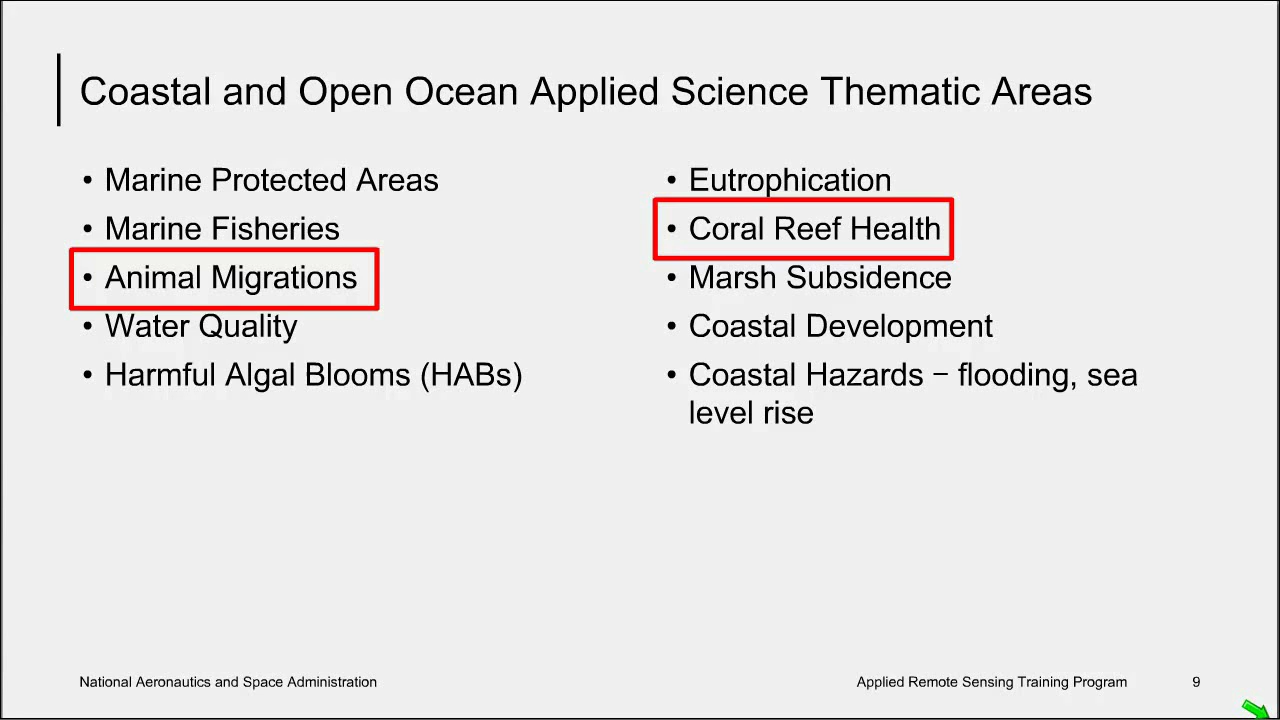 Coastal and Open Ocean Applied Science Thematic Areas
• Marine Protected Areas
• Marine Fisheries
• Animal Migrations
• Water Quality
• Harmful Algal Blooms (HABs)
• Eutrophication
• Coral Reef Health
• Marsh Subsidence
• Coastal Development
• Coastal Hazards – flooding, sea
level rise
National Aeronautics and Space Administration
Applied Remote Sensing Training Program
9